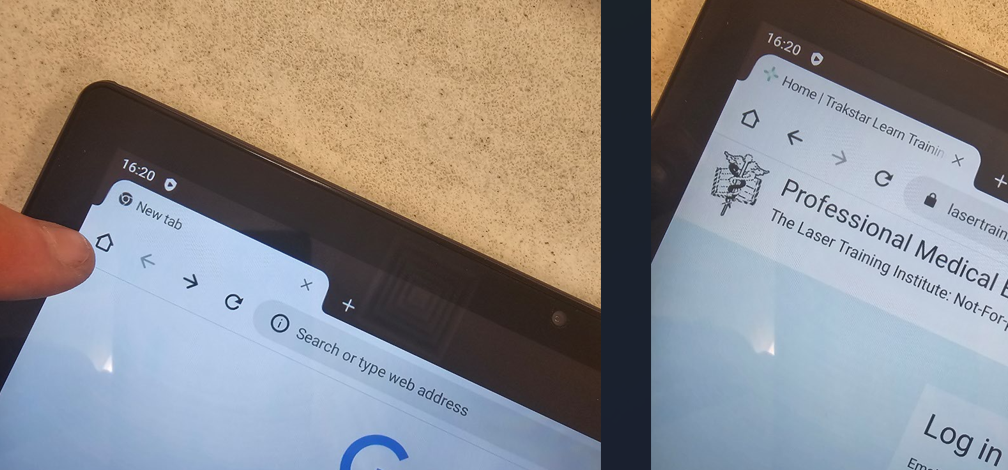 16:20
New tab
Search or type web address
G
16:20
Home | Trakstar Learn Trainin
lasertrain
Professional Medical
The Laser Training Institute: Not-For-
Log in